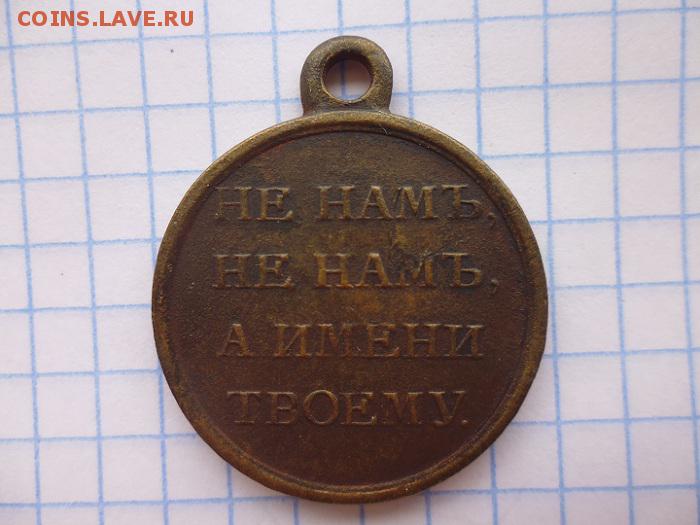 COINS.LAVE.RU
НЕ НАМЪ,
НЕ НАМЪ,
А ИМЕНИ
ТВОЕМУ.